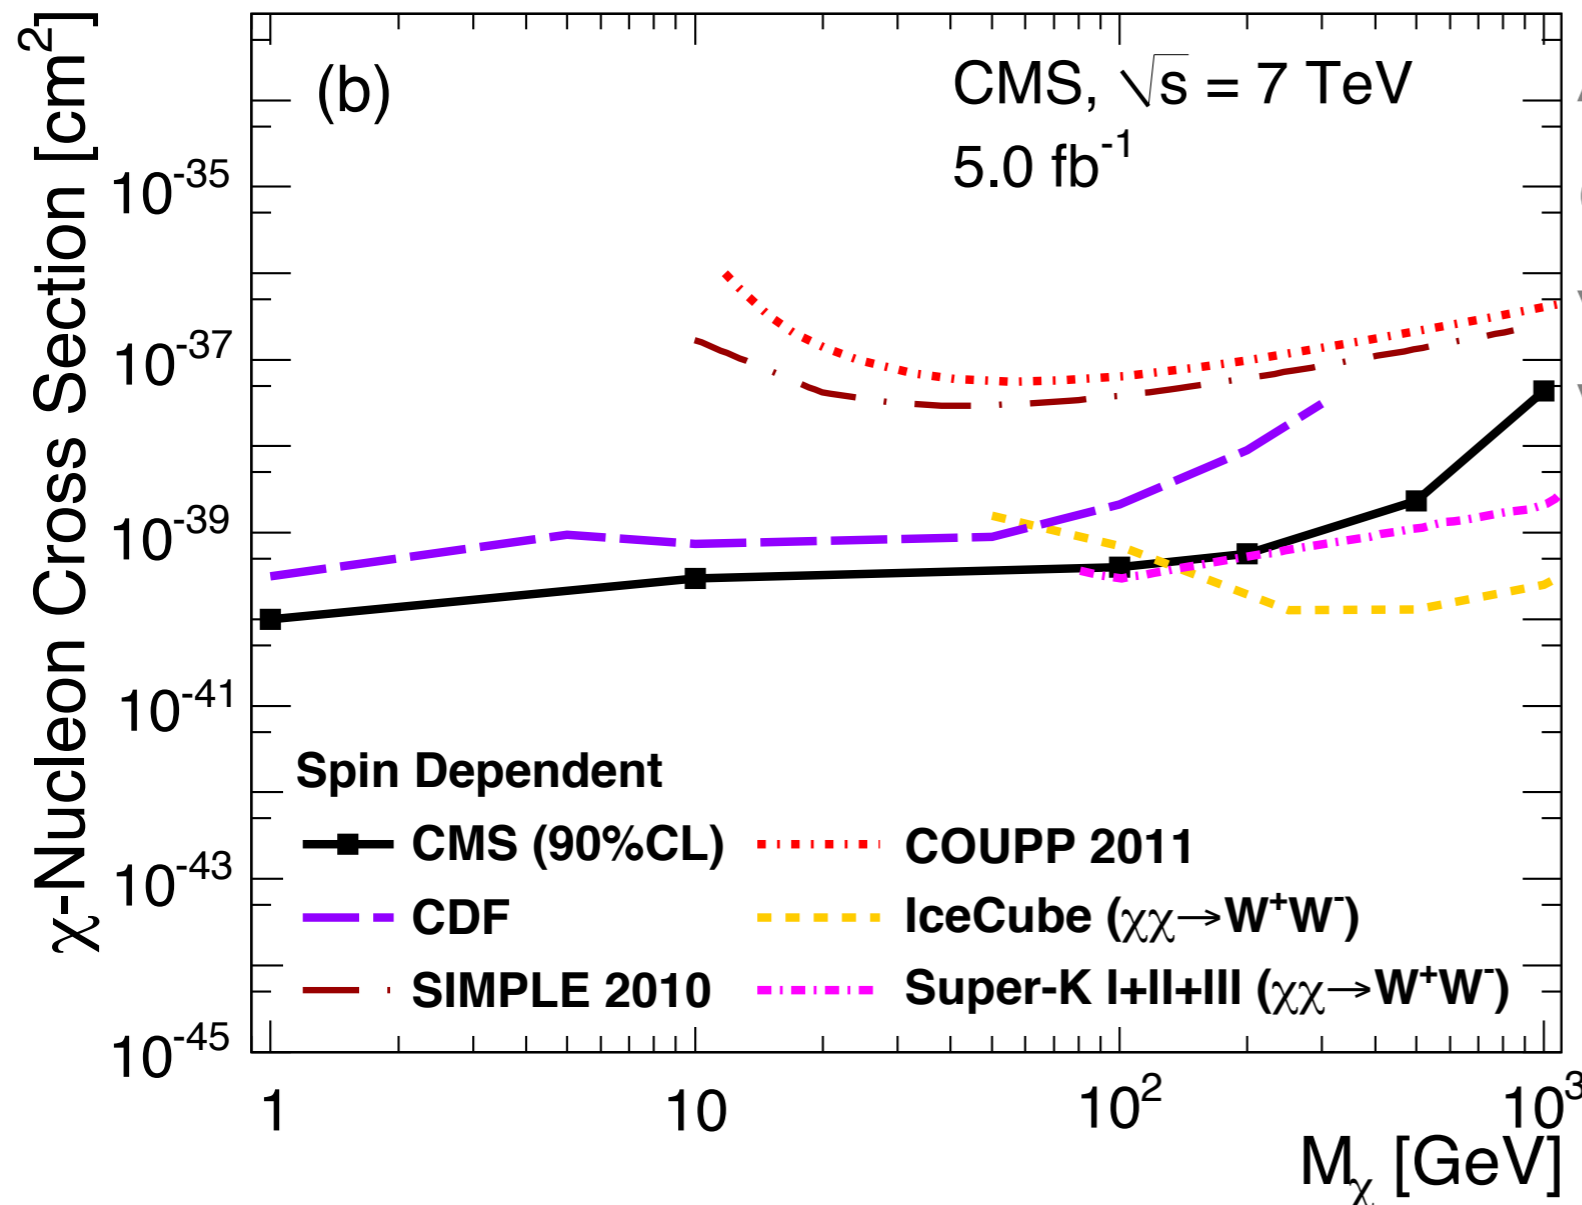 (b)
CMS, √s = 7 TeV
5.0 fb⁻¹
χ-Nucleon Cross Section [cm²]
10⁻³⁵
10⁻³⁷
10⁻³⁹
10⁻⁴¹
10⁻⁴³
10⁻⁴⁵
Spin Dependent
CMS (90%CL)
CDF
SIMPLE 2010
COUPP 2011
IceCube (χχ→W⁺W⁻)
Super-K I+II+III (χχ→W⁺W⁻)
1 10 10² 10³
Mχ [GeV]